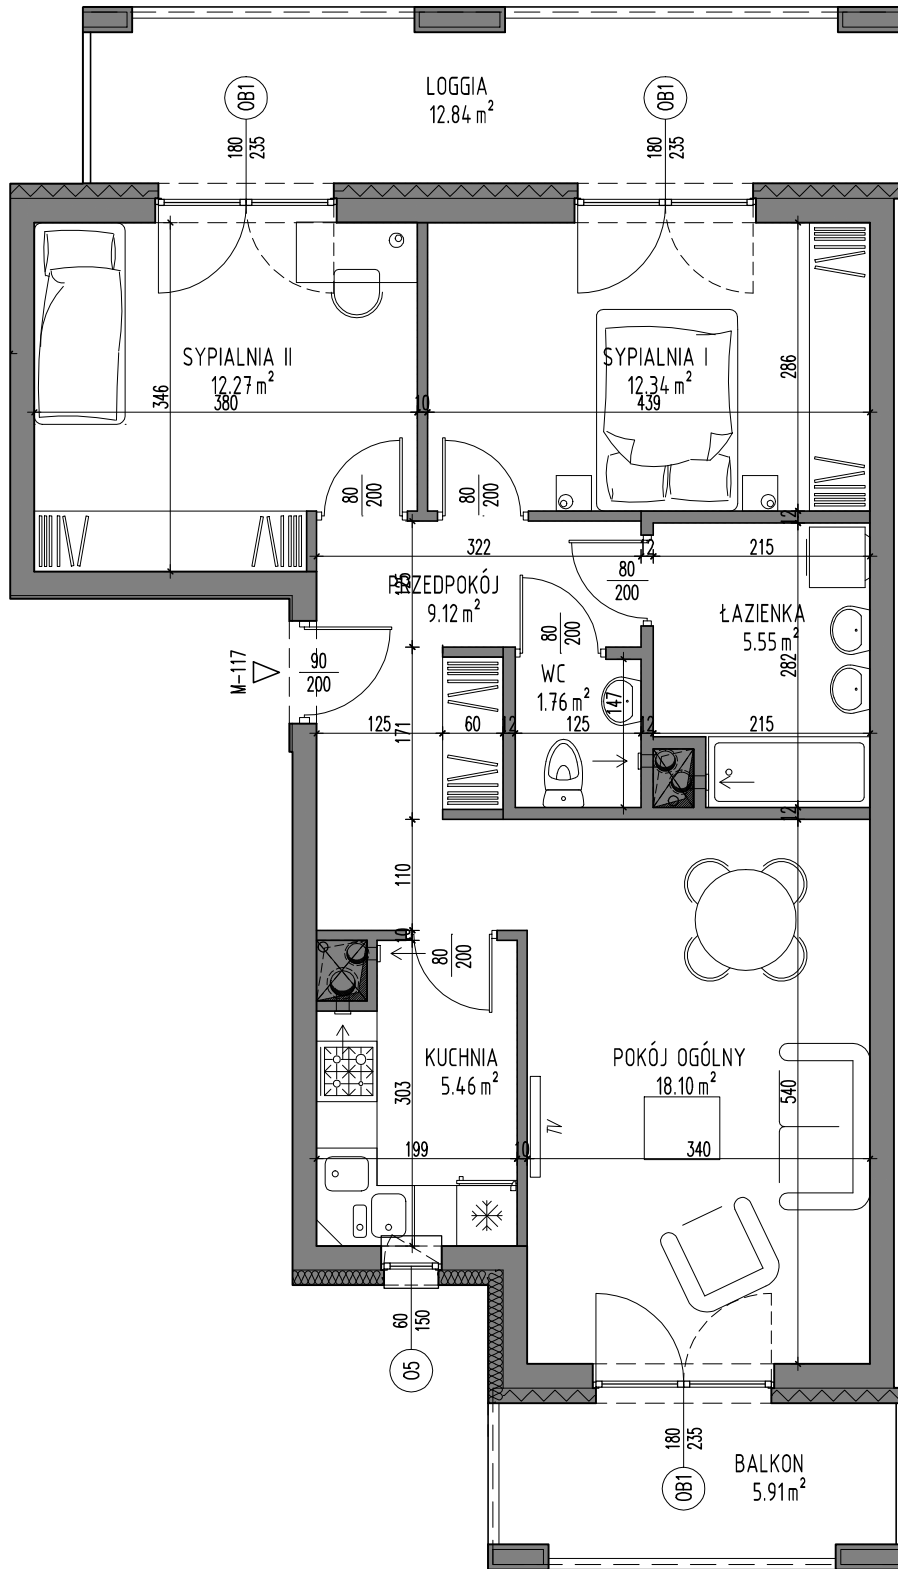 LOGGIA
12.84 m²
OB1
180
235
OB1
180
235
SYPIALNIA II
12.27 m²
380
346
10
SYPIALNIA I
12.34 m²
439
286
80
200
80
200
12
322
12
215
PRZEDPOKÓJ
9.12 m²
125
80
200
80
200
ŁAZIENKA
5.55 m²
282
M-117
90
200
WC
1.76 m²
147
125
171
60
12
125
12
215
12
110
10
80
200
KUCHNIA
5.46 m²
303
199
10
POKÓJ OGÓLNY
18.10 m²
540
340
TV
60
150
O5
180
235
OB1
BALKON
5.91 m²